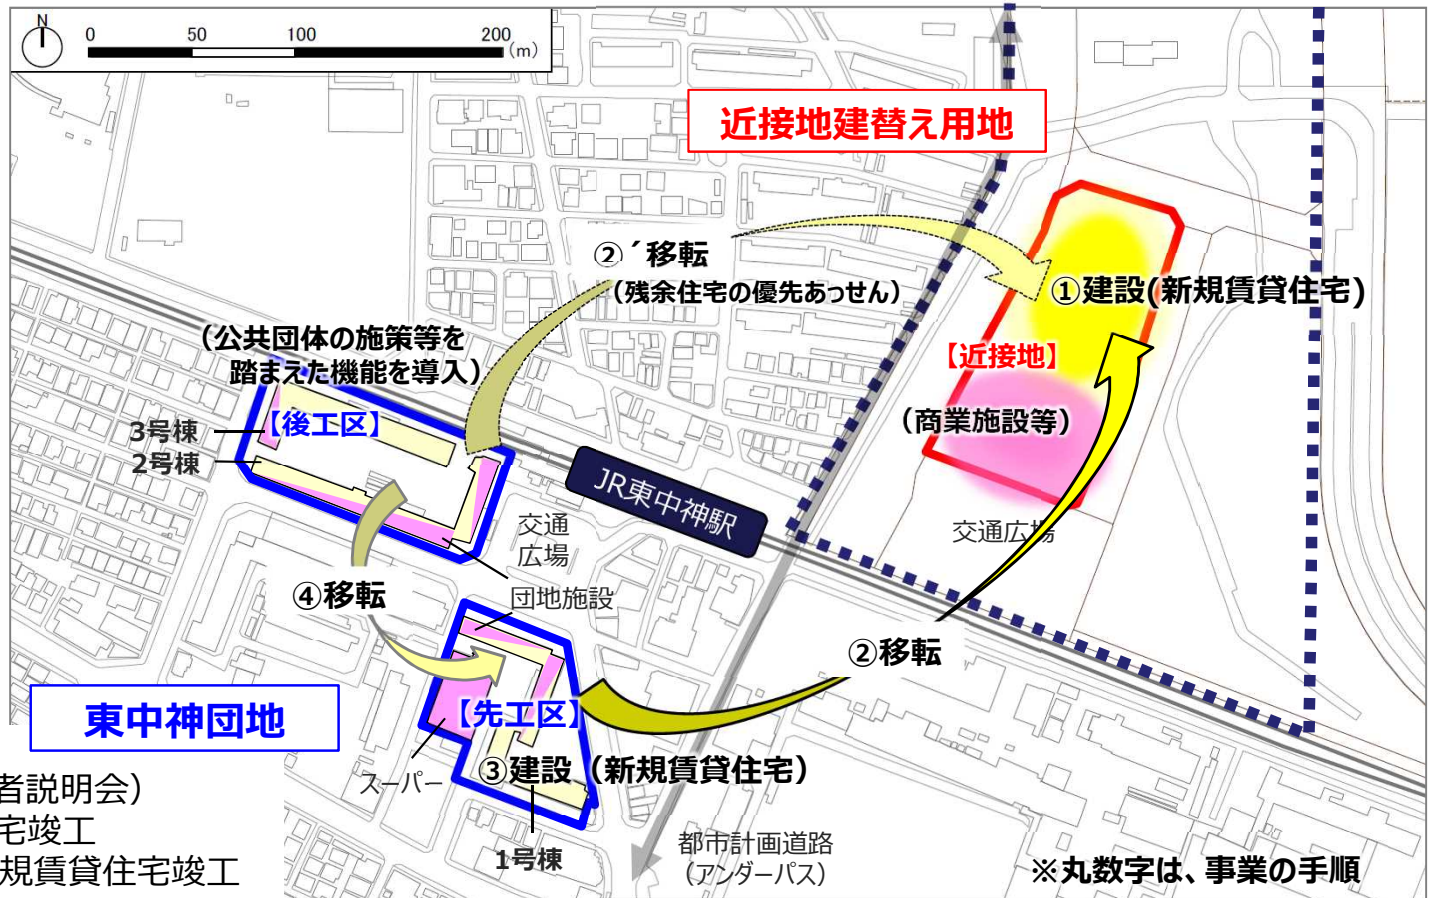 N
0 50 100 200(m)
近接地建替え用地
②´移転
(残余住宅の優先あっせん)
①建設(新規賃貸住宅)
(公共団体の施策等を
踏まえた機能を導入)
【近接地】
3号棟
【後工区】
2号棟
(商業施設等)
JR東中神駅
交通
広場
交通広場
④移転
団地施設
②移転
東中神団地
【先工区】
スーパー
③建設(新規賃貸住宅)
者説明会)
宅竣工
規賃貸住宅竣工
1号棟
都市計画道路
(アンダーパス)
※丸数字は、事業の手順